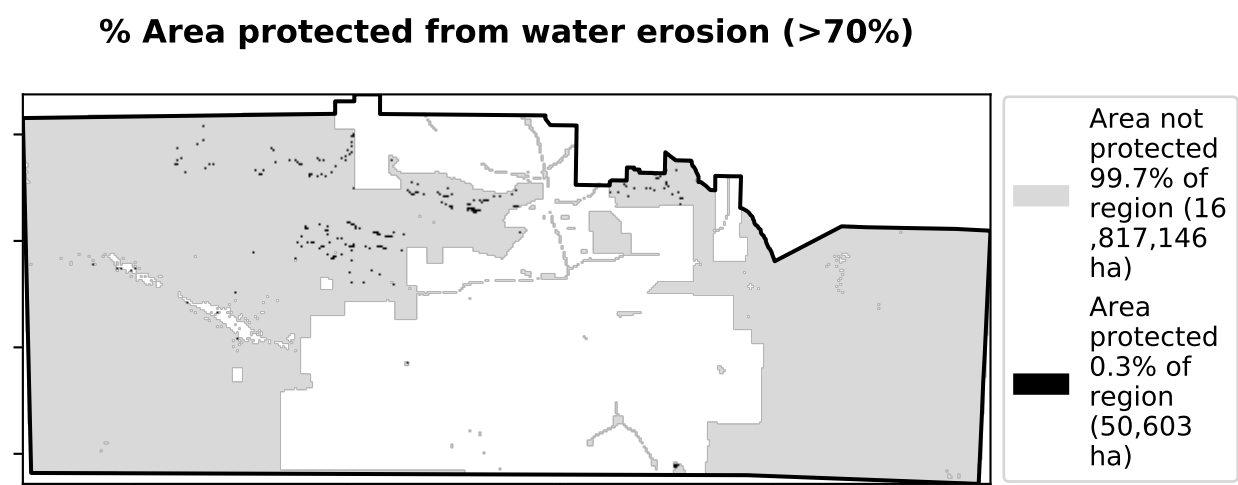 % Area protected from water erosion (>70%)
Area not
protected
99.7% of
region (16
,817,146
ha)
Area
protected
0.3% of
region
(50,603
ha)